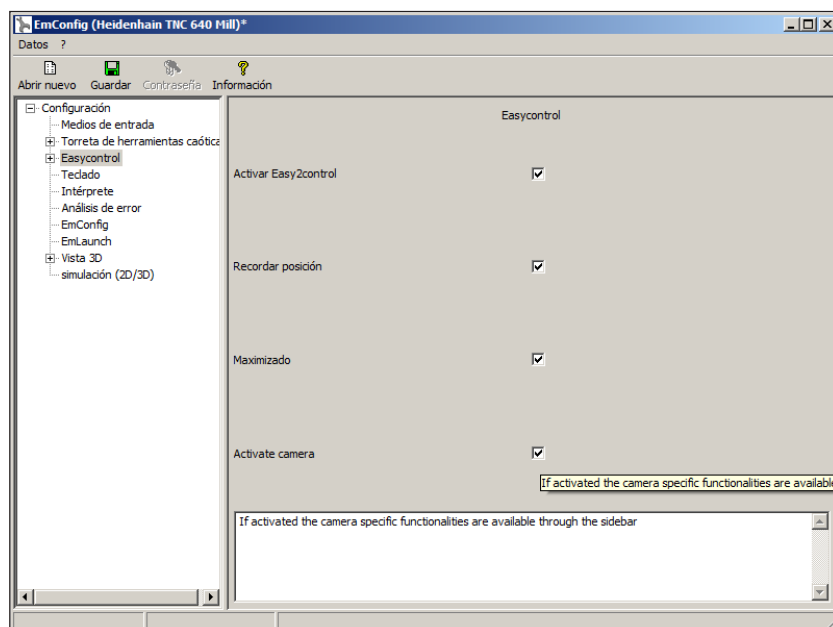 EmConfig (Heidenhain TNC 640 Mill)*
Datos ?
Abrir nuevo Guardar Contraseña Información
Configuración
Medios de entrada
Torreta de herramientas caótica
Easycontrol
Teclado
Intérprete
Análisis de error
EmConfig
EmLaunch
Vista 3D
simulación (2D/3D)
Easycontrol
Activar Easy2control
Recordar posición
Maximizado
Activate camera
If activated the camera specific functionalities are available
If activated the camera specific functionalities are available through the sidebar